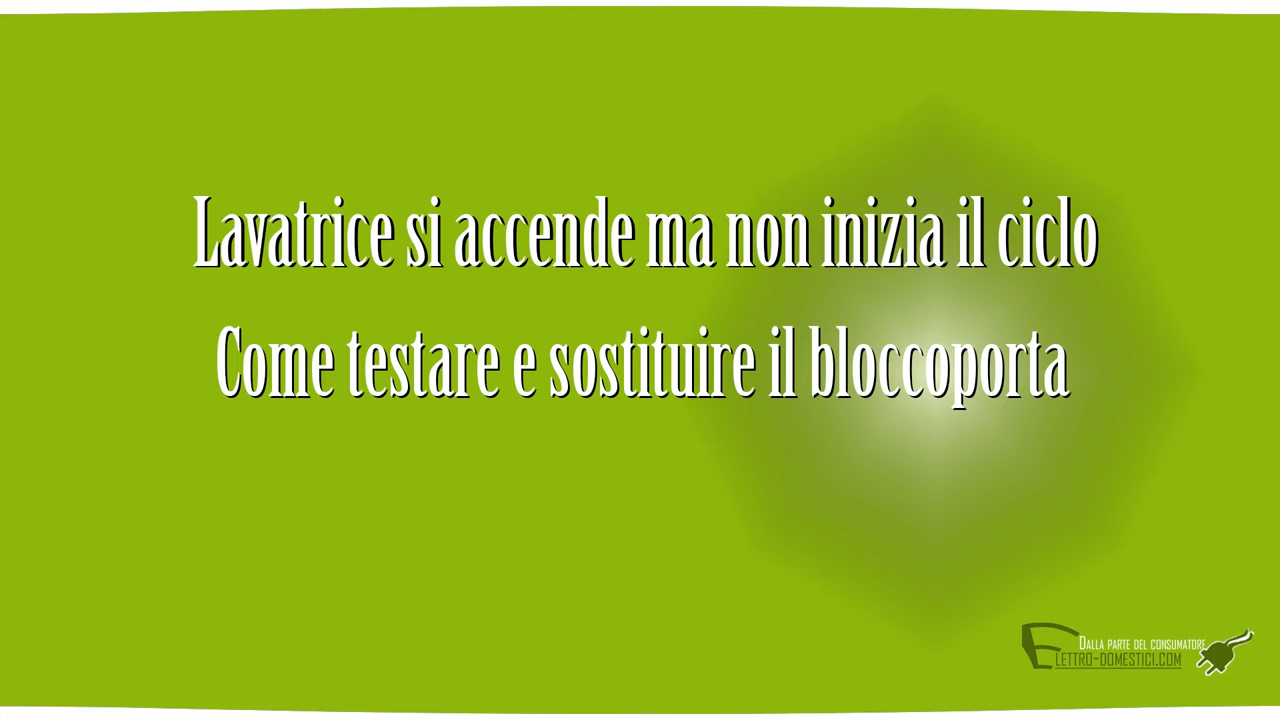 Lavatrice si accende ma non inizia il ciclo
Come testare e sostituire il bloccoporta
Dalla parte del consumatore
Elettro-domestici.com